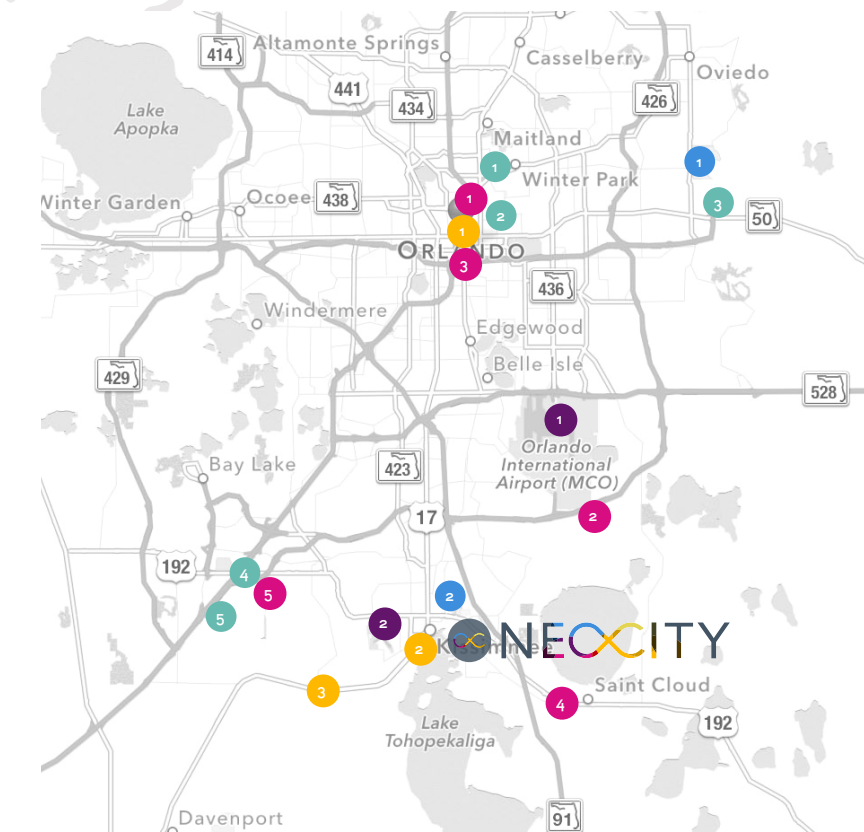 414
Altamonte Springs
Casselberry
Oviedo
441
434
426
Lake
Apopka
Maitland
1
1
Winter Park
Winter Garden
Ocoee
438
1
2
3
50
1
ORLANDO
3
436
Windermere
Edgewood
Belle Isle
429
528
1
Orlando
International
Airport (MCO)
Bay Lake
423
17
2
192
4
5
2
5
2
NEOCITY
2
Kissimmee
3
4
Saint Cloud
192
Lake
Tohopekaliga
91
Davenport